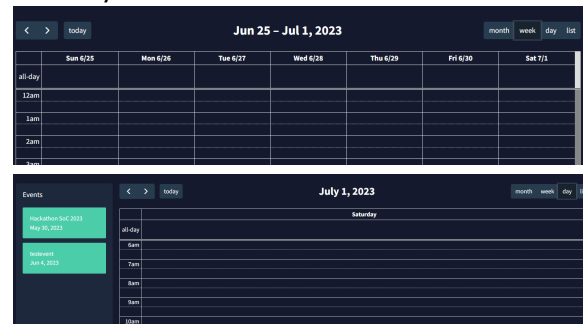 today Jun 25 – Jul 1, 2023 month week day list
Sun 6/25 Mon 6/26 Tue 6/27 Wed 6/28 Thu 6/29 Fri 6/30 Sat 7/1
all-day
12am
1am
2am
3am
Events
Hackathon SoC 2023
May 30, 2023
testevent
Jun 4, 2023
today July 1, 2023 month week day
Saturday
all-day
6am
7am
8am
9am
10am